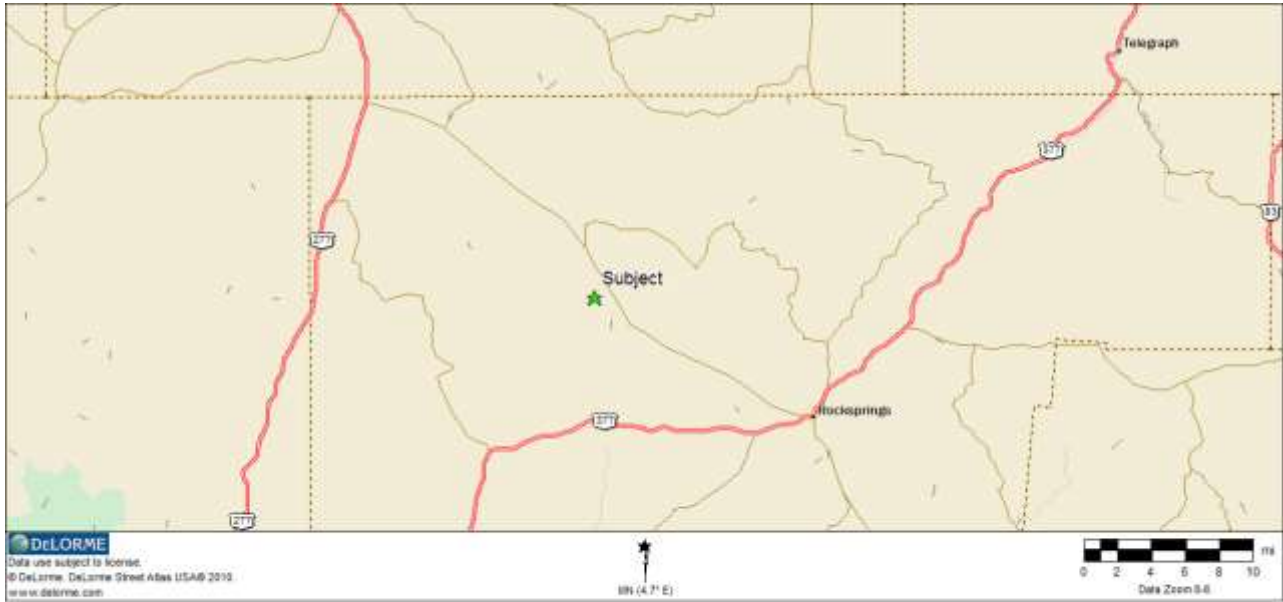 Telegraph
377
83
277
Subject
Rocksprings
377
277
DeLORME
Data use subject to license.
© DeLorme. DeLorme Street Atlas USA® 2010.
www.delorme.com
MN (4.7° E)
mi
0 2 4 6 8 10
Data Zoom 8-6